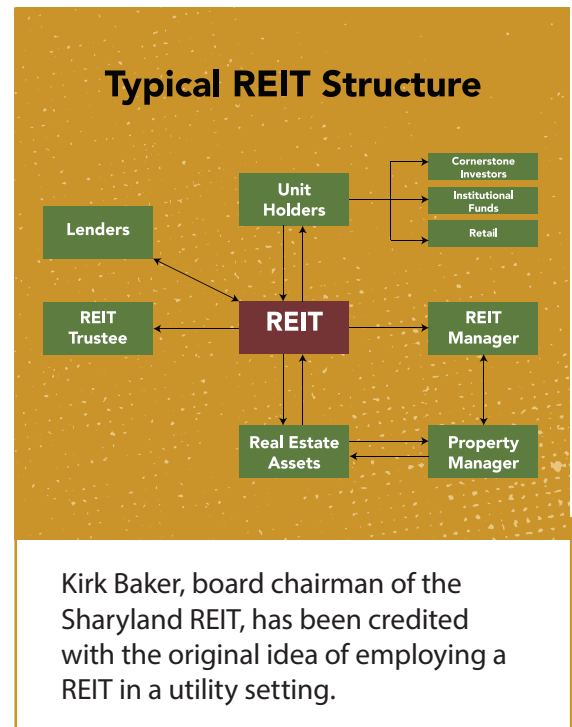 Typical REIT Structure
Cornerstone
Investors
Unit
Holders
Institutional
Funds
Lenders
Retail
REIT
Trustee
REIT
REIT
Manager
Real Estate
Assets
Property
Manager
Kirk Baker, board chairman of the
Sharyland REIT, has been credited
with the original idea of employing a
REIT in a utility setting.